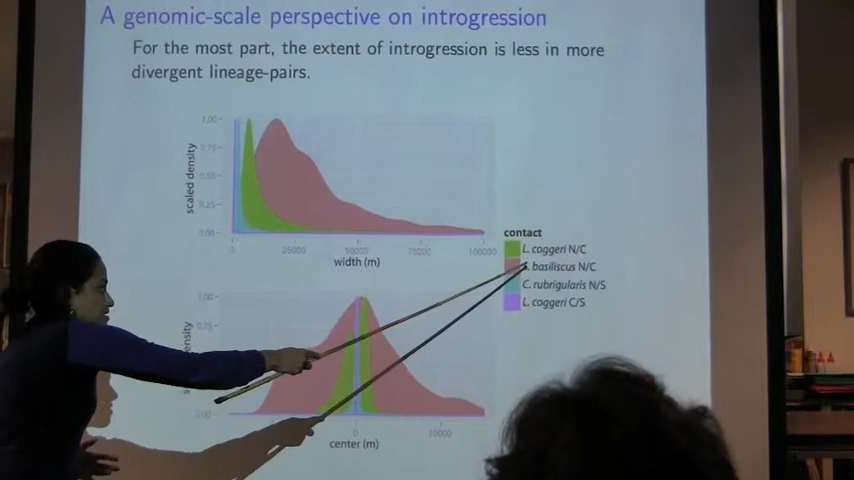 A genomic-scale perspective on introgression
For the most part, the extent of introgression is less in more
divergent lineage-pairs.
scaled density
1.00
0.75
0.50
0.25
0.00
0
25000
50000
75000
100000
width (m)
contact
L. coggeri N/C
basiliscus N/C
C. rubrigularis N/S
L. coggeri C/S
1.00
0.75
0.00
0
10000
center (m)